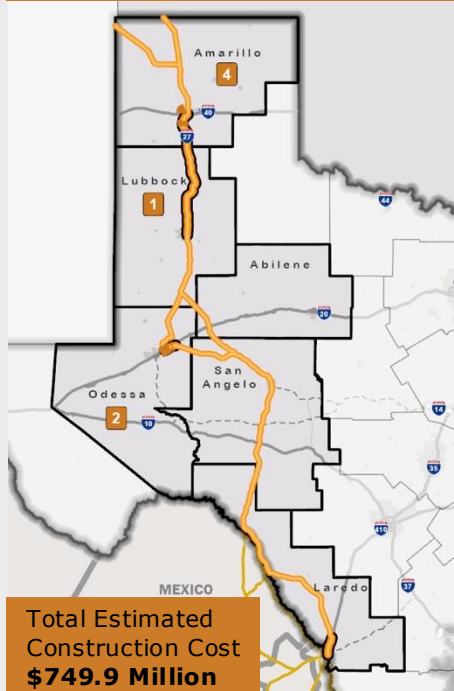 Amarillo
4
40
27
Lubbock
1
44
Abilene
20
San
Angelo
Odessa
2
10
14
35
410
37
Laredo
MEXICO
Total Estimated
Construction Cost
$749.9 Million